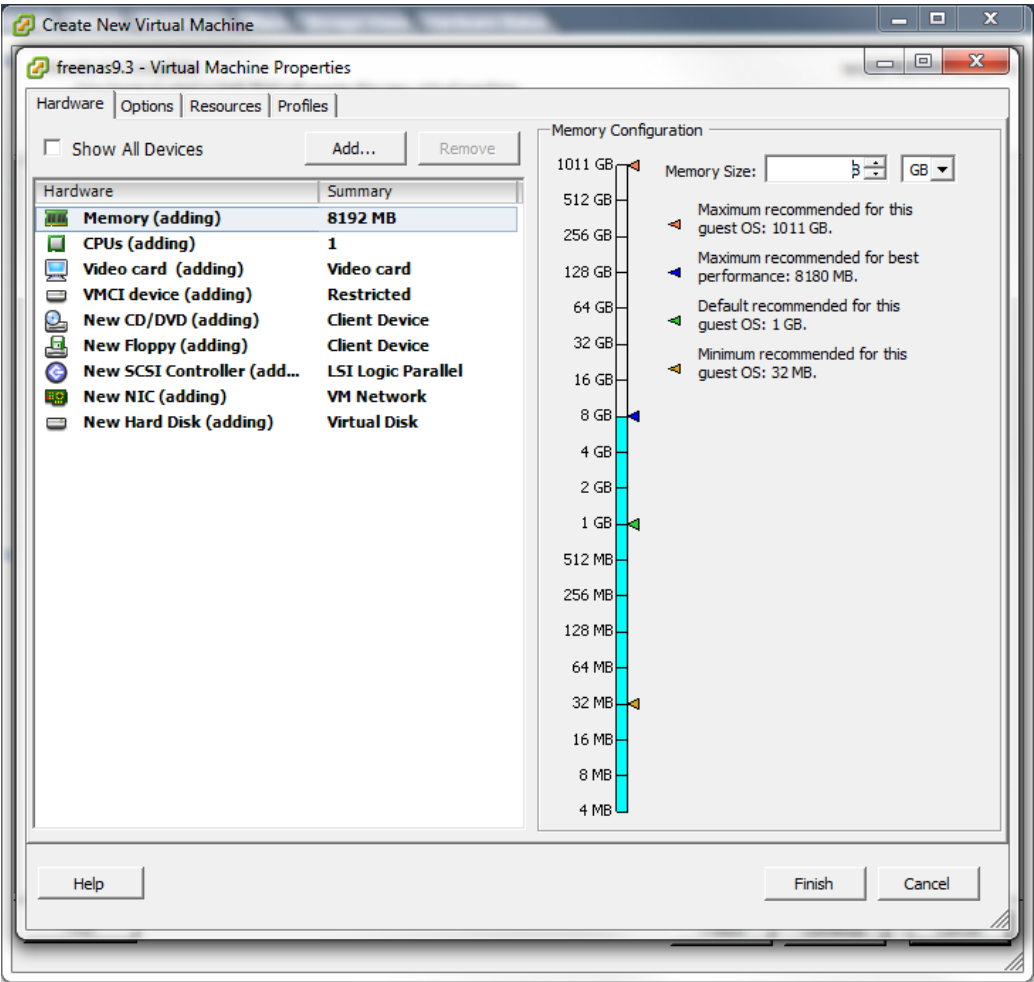 Create New Virtual Machine
freenas9.3 - Virtual Machine Properties
Hardware Options Resources Profiles
Show All Devices Add... Remove
Hardware Summary
Memory (adding) 8192 MB
CPUs (adding) 1
Video card (adding) Video card
VMCI device (adding) Restricted
New CD/DVD (adding) Client Device
New Floppy (adding) Client Device
New SCSI Controller (add... LSI Logic Parallel
New NIC (adding) VM Network
New Hard Disk (adding) Virtual Disk
Memory Configuration
Memory Size: GB
1011 GB
512 GB
256 GB
128 GB
64 GB
32 GB
16 GB
8 GB
4 GB
2 GB
1 GB
512 MB
256 MB
128 MB
64 MB
32 MB
16 MB
8 MB
4 MB
Maximum recommended for this
guest OS: 1011 GB.
Maximum recommended for best
performance: 8180 MB.
Default recommended for this
guest OS: 1 GB.
Minimum recommended for this
guest OS: 32 MB.
Help Finish Cancel